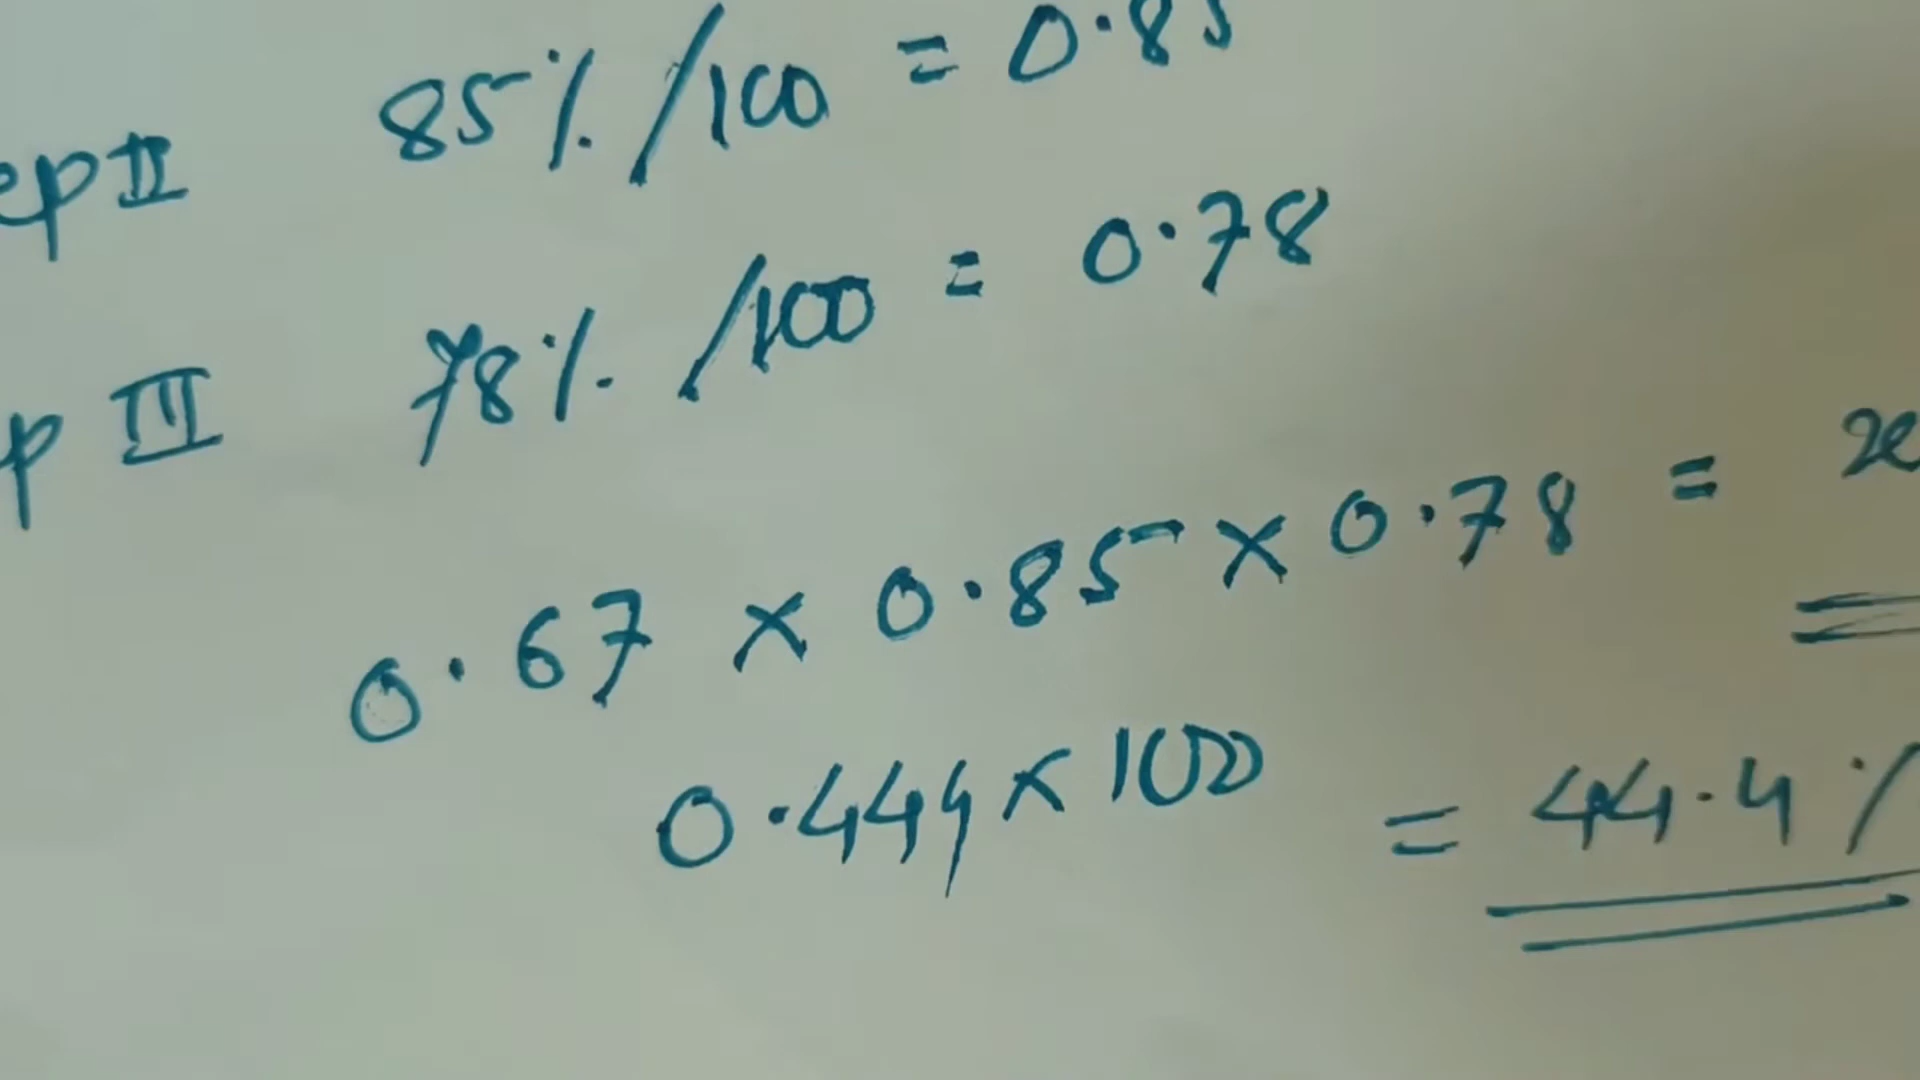 ep II 85%/100 = 0.85
p III 78%/100 = 0.78
0.67 × 0.85 × 0.78 = x
0.444 × 100 = 44.4%